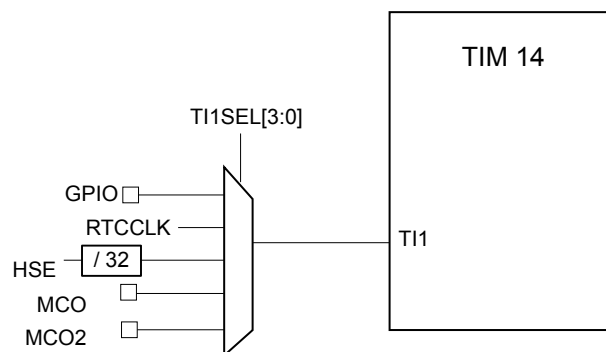 TIM 14
TI1SEL[3:0]
GPIO
RTCCLK
HSE
/ 32
TI1
MCO
MCO2